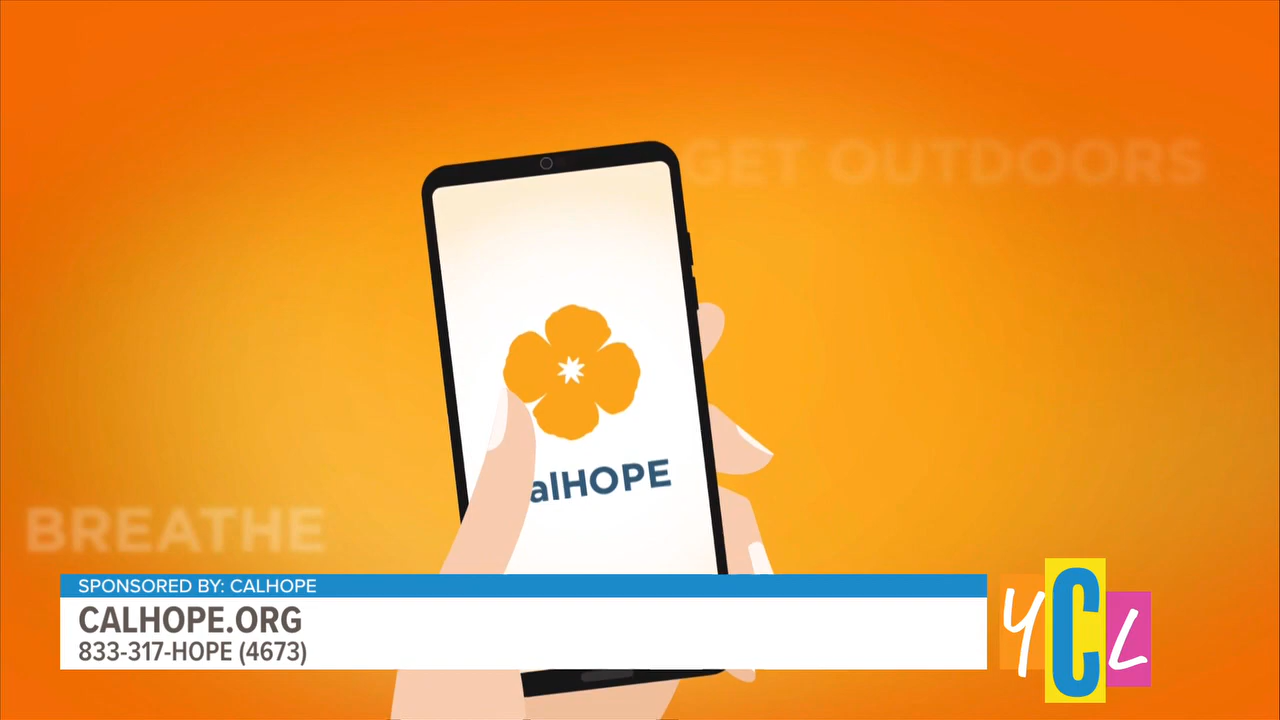 GET OUTDOORS
alHOPE
BREATHE
SPONSORED BY: CALHOPE
CALHOPE.ORG
833-317-HOPE (4673)
YCL